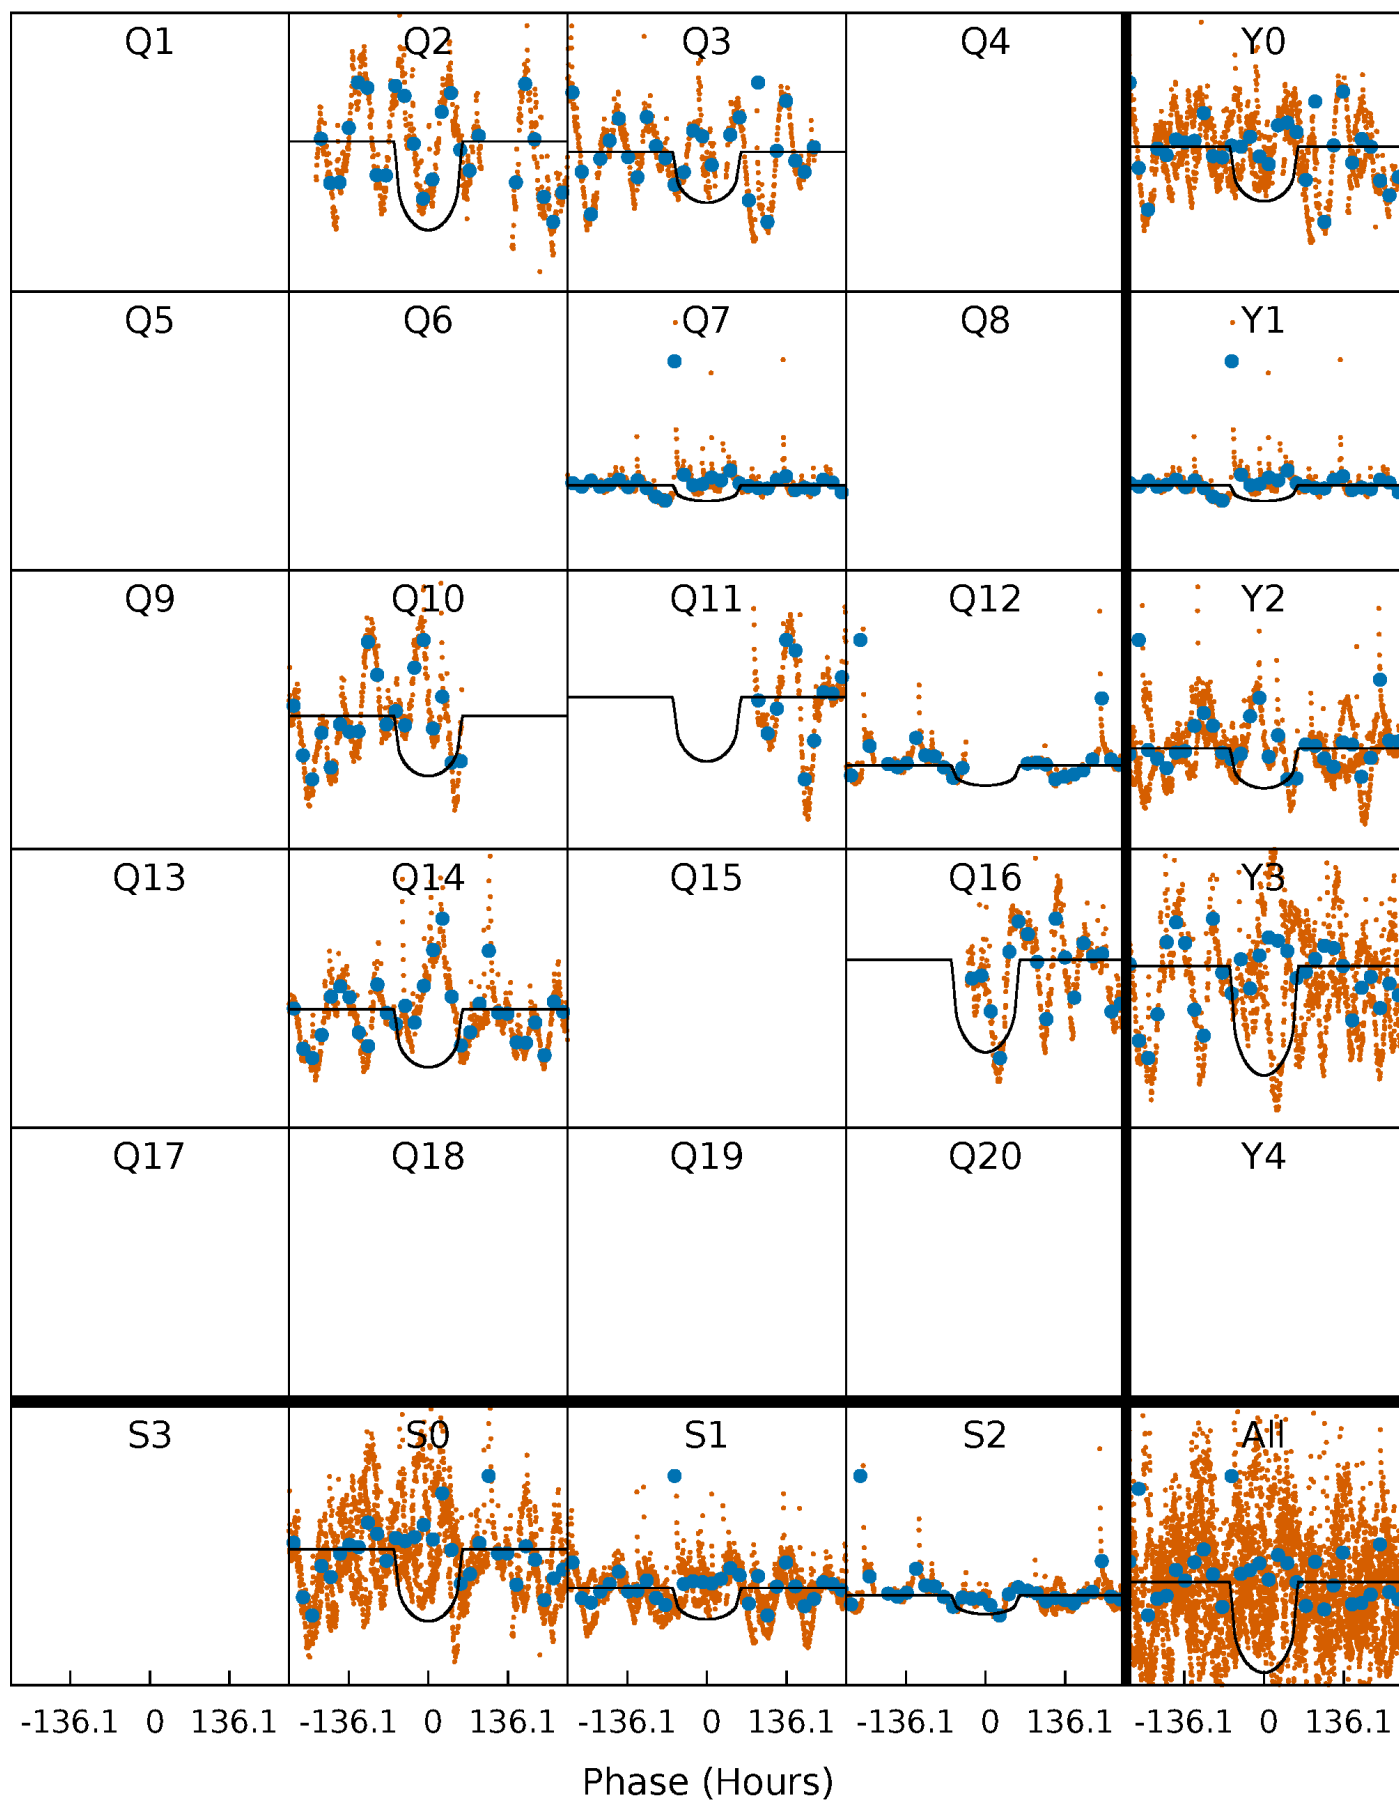 Q1 Q2 Q3 Q4 Y0
Q5 Q6 Q7 Q8 Y1
Q9 Q10 Q11 Q12 Y2
Q13 Q14 Q15 Q16 Y3
Q17 Q18 Q19 Q20 Y4
S3 S0 S1 S2 All
-136.1 0 136.1 -136.1 0 136.1 -136.1 0 136.1 -136.1 0 136.1 -136.1 0 136.1
Phase (Hours)